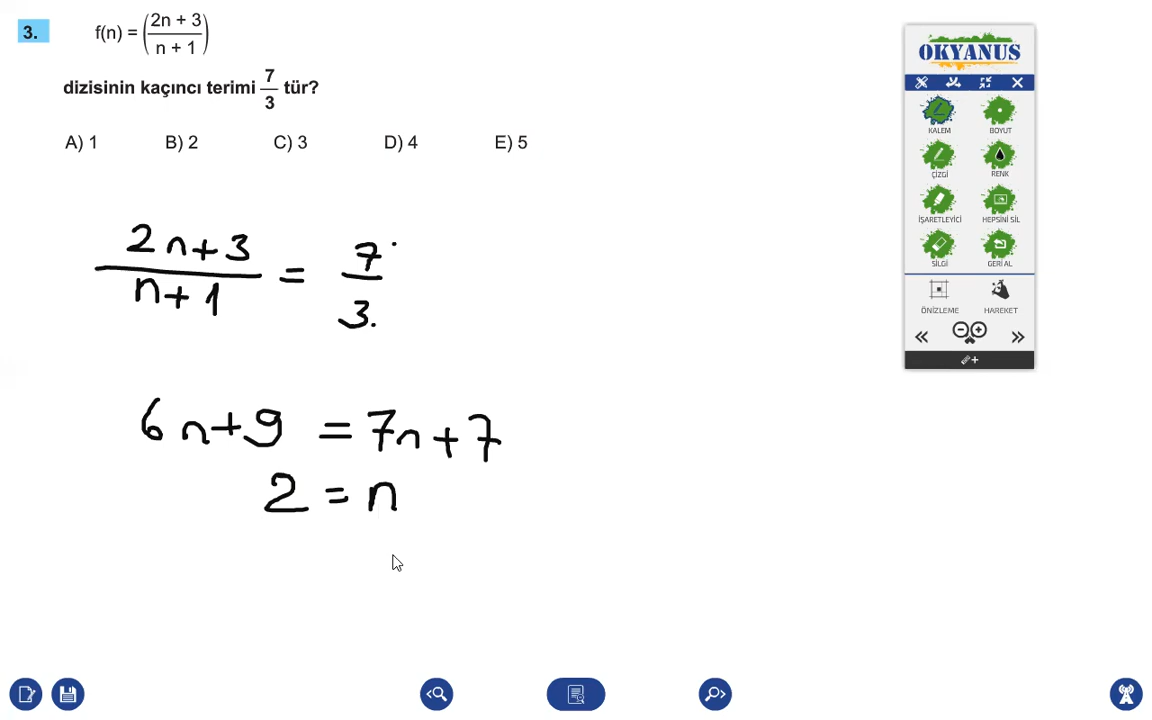 3.
f(n) = (2n + 3 / n + 1)
dizisinin kaçıncı terimi 7/3 tür?
A) 1 B) 2 C) 3 D) 4 E) 5
2n+3 / n+1 = 7 / 3
6n+9 = 7n+7
2 = n
OKYANUS
KALEM BOYUT
ÇİZGİ RENK
İŞARETLEYİCİ HEPSİNİ SİL
SİLGİ GERİ AL
ÖNİZLEME HAREKET